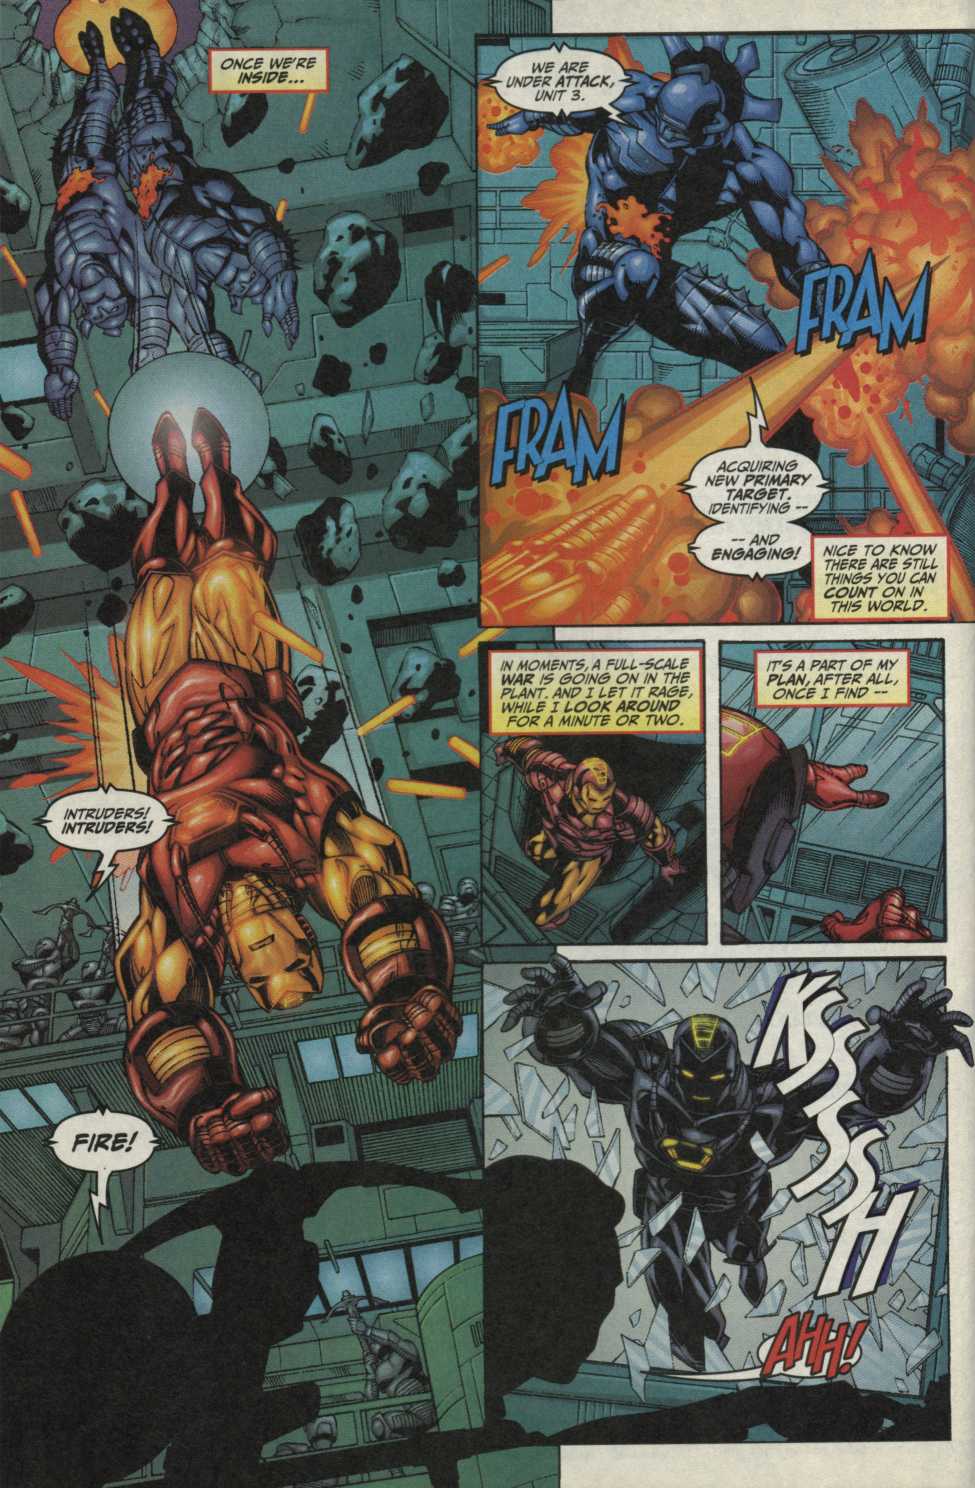 ONCE WE'RE
INSIDE...
INTRUDERS!
INTRUDERS!
FIRE!
WE ARE
UNDER ATTACK,
UNIT 3.
FRAM
FRAM
ACQUIRING
NEW PRIMARY
TARGET.
IDENTIFYING --
-- AND
ENGAGING!
NICE TO KNOW
THERE ARE STILL
THINGS YOU CAN
COUNT ON IN
THIS WORLD.
IN MOMENTS, A FULL-SCALE
WAR IS GOING ON IN THE
PLANT. AND I LET IT RAGE,
WHILE I LOOK AROUND
FOR A MINUTE OR TWO.
IT'S A PART OF MY
PLAN, AFTER ALL,
ONCE I FIND --
KSSSSH
AHH!